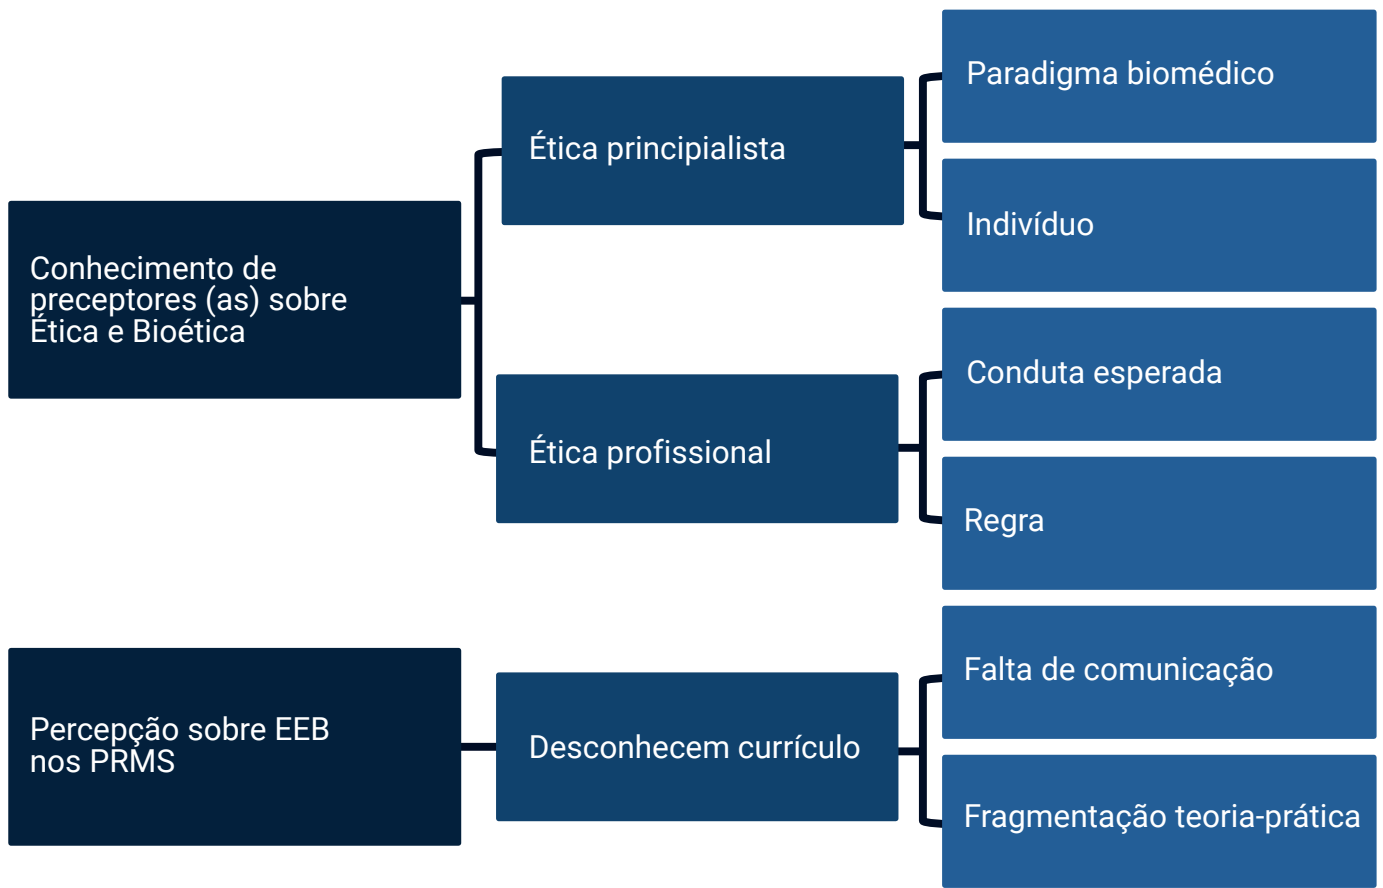 Conhecimento de
preceptores (as) sobre
Ética e Bioética
Ética principialista
Paradigma biomédico
Indivíduo
Ética profissional
Conduta esperada
Regra
Percepção sobre EEB
nos PRMS
Desconhecem currículo
Falta de comunicação
Fragmentação teoria-prática